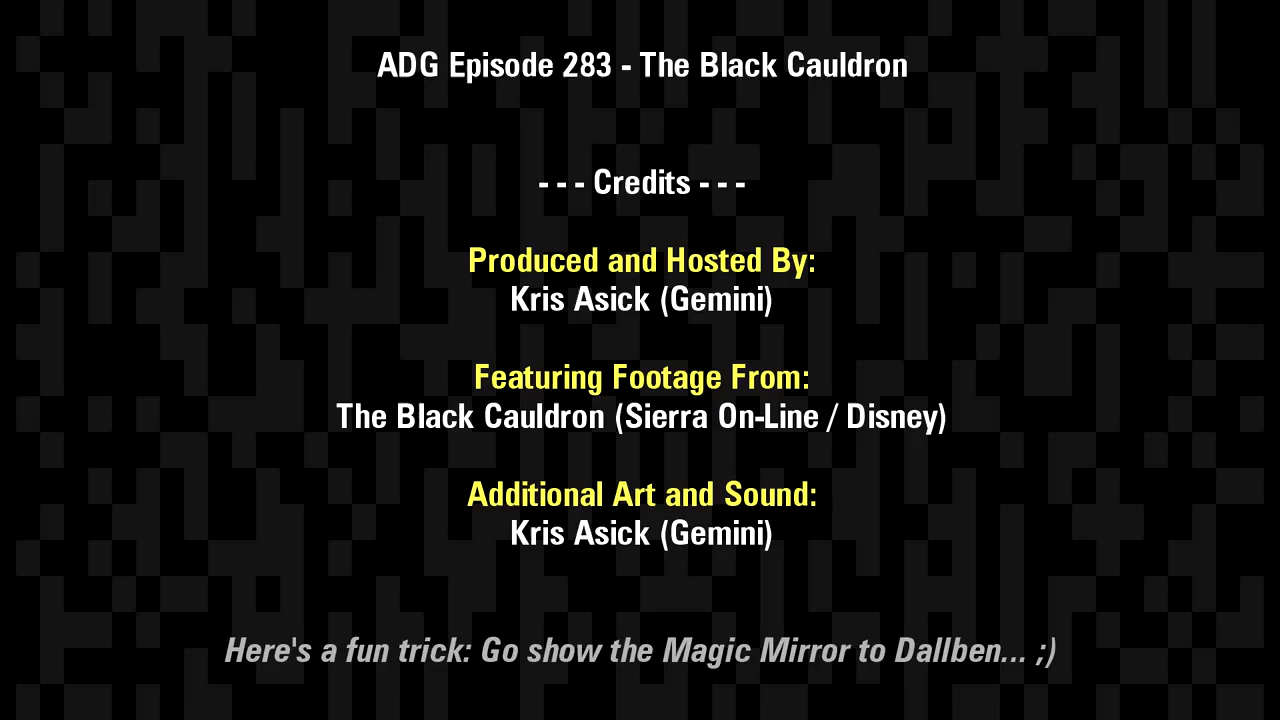 ADG Episode 283 - The Black Cauldron
- - - Credits - - -
Produced and Hosted By:
Kris Asick (Gemini)
Featuring Footage From:
The Black Cauldron (Sierra On-Line / Disney)
Additional Art and Sound:
Kris Asick (Gemini)
Here's a fun trick: Go show the Magic Mirror to Dallben... ;)